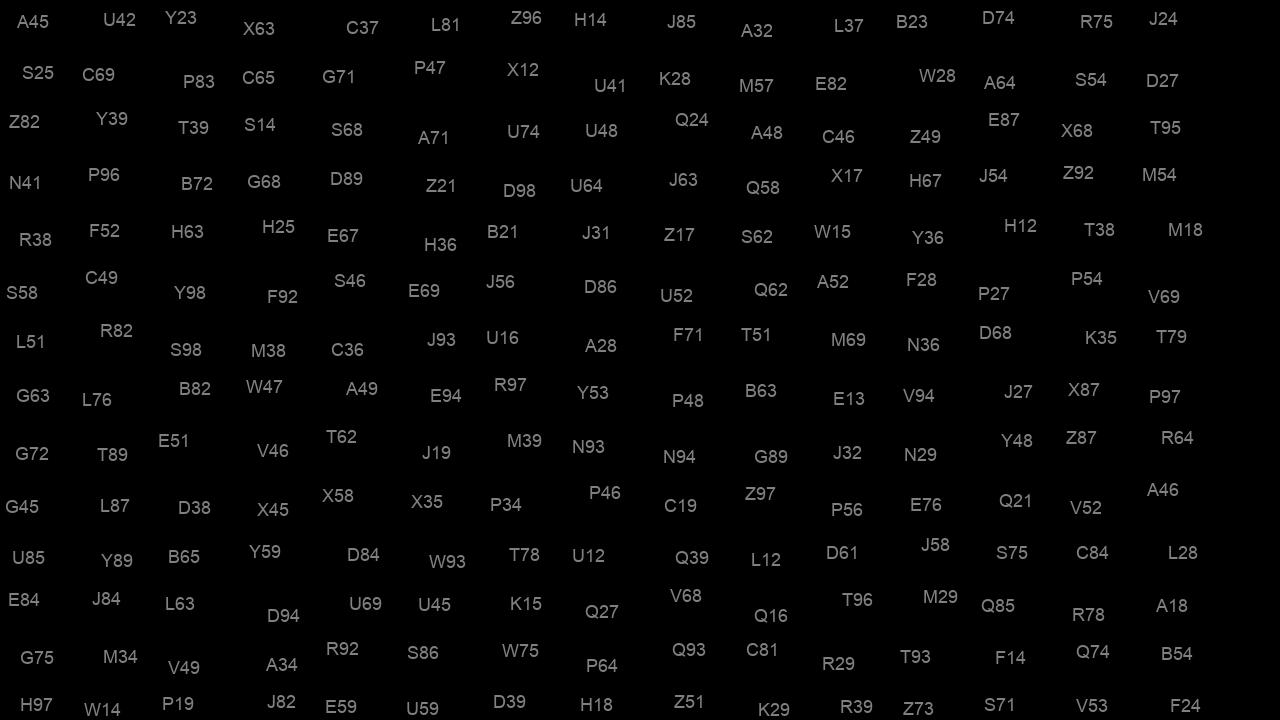 A45 U42 Y23 X63 C37 L81 Z96 H14 J85 A32 L37 B23 D74 R75 J24
S25 C69 P83 C65 G71 P47 X12 U41 K28 M57 E82 W28 A64 S54 D27
Z82 Y39 T39 S14 S68 A71 U74 U48 Q24 A48 C46 Z49 E87 X68 T95
N41 P96 B72 G68 D89 Z21 D98 U64 J63 Q58 X17 H67 J54 Z92 M54
R38 F52 H63 H25 E67 H36 B21 J31 Z17 S62 W15 Y36 H12 T38 M18
S58 C49 Y98 F92 S46 E69 J56 D86 U52 Q62 A52 F28 P27 P54 V69
L51 R82 S98 M38 C36 J93 U16 A28 F71 T51 M69 N36 D68 K35 T79
G63 L76 B82 W47 A49 E94 R97 Y53 P48 B63 E13 V94 J27 X87 P97
G72 T89 E51 V46 T62 J19 M39 N93 N94 G89 J32 N29 Y48 Z87 R64
G45 L87 D38 X45 X58 X35 P34 P46 C19 Z97 P56 E76 Q21 V52 A46
U85 Y89 B65 Y59 D84 W93 T78 U12 Q39 L12 D61 J58 S75 C84 L28
E84 J84 L63 D94 U69 U45 K15 Q27 V68 Q16 T96 M29 Q85 R78 A18
G75 M34 V49 A34 R92 S86 W75 P64 Q93 C81 R29 T93 F14 Q74 B54
H97 W14 P19 J82 E59 U59 D39 H18 Z51 K29 R39 Z73 S71 V53 F24